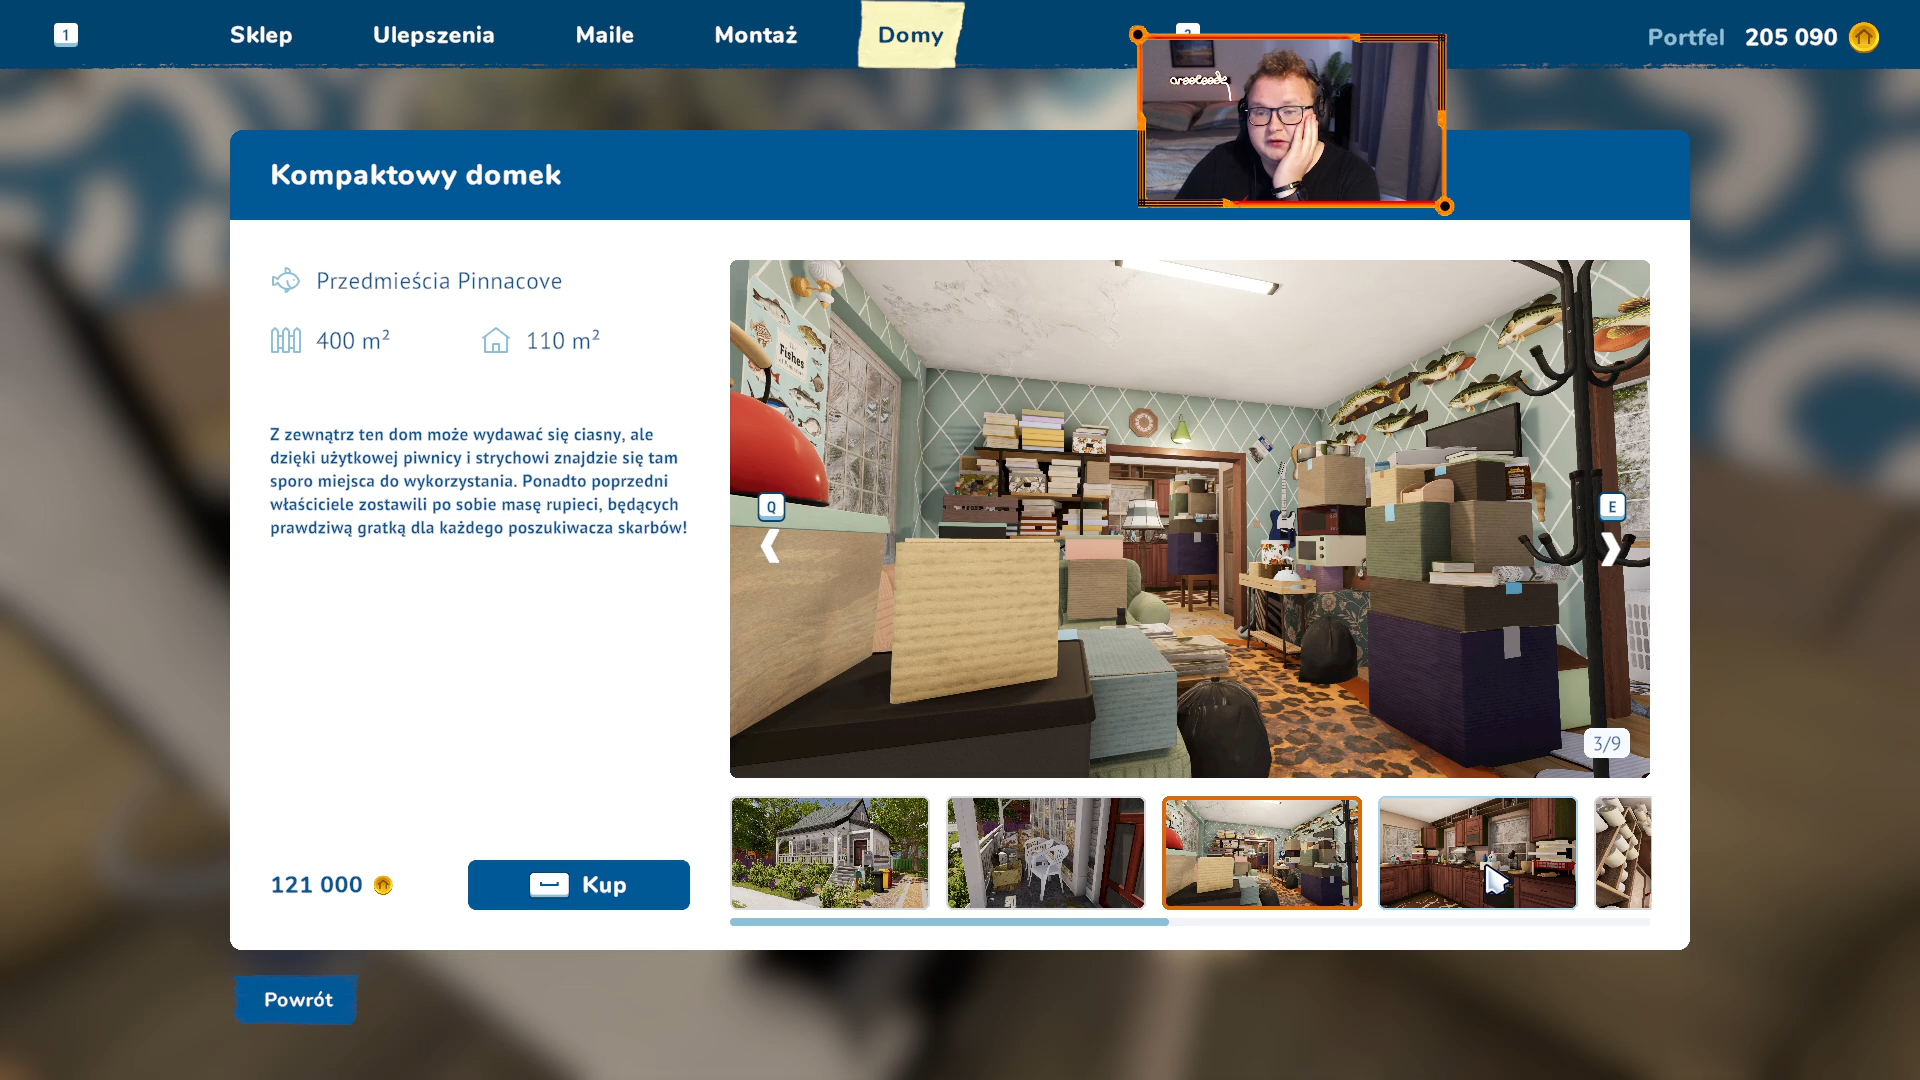 1
Sklep
Ulepszenia
Maile
Montaż
Domy
Portfel 205 090
Kompaktowy domek
Przedmieścia Pinnacove
400 m²
110 m²
Z zewnątrz ten dom może wydawać się ciasny, ale
dzięki użytkowej piwnicy i strychowi znajdzie się tam
sporo miejsca do wykorzystania. Ponadto poprzedni
właściciele zostawili po sobie masę rupieci, będących
prawdziwą gratką dla każdego poszukiwacza skarbów!
Fishes
Q
E
3/9
121 000
Kup
Powrót